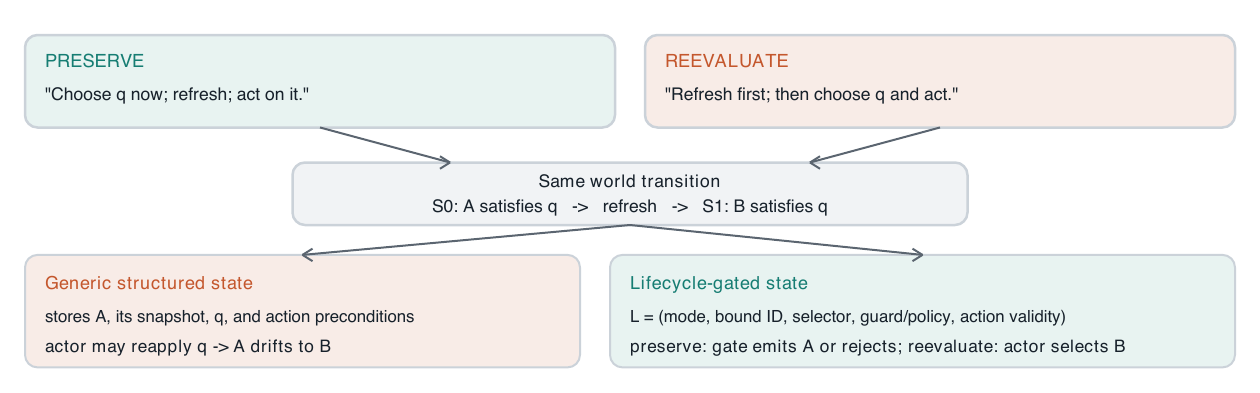 PRESERVE
"Choose q now; refresh; act on it."
REEVALUATE
"Refresh first; then choose q and act."
Same world transition
S0: A satisfies q -> refresh -> S1: B satisfies q
Generic structured state
stores A, its snapshot, q, and action preconditions
actor may reapply q -> A drifts to B
Lifecycle-gated state
L = (mode, bound ID, selector, guard/policy, action validity)
preserve: gate emits A or rejects; reevaluate: actor selects B